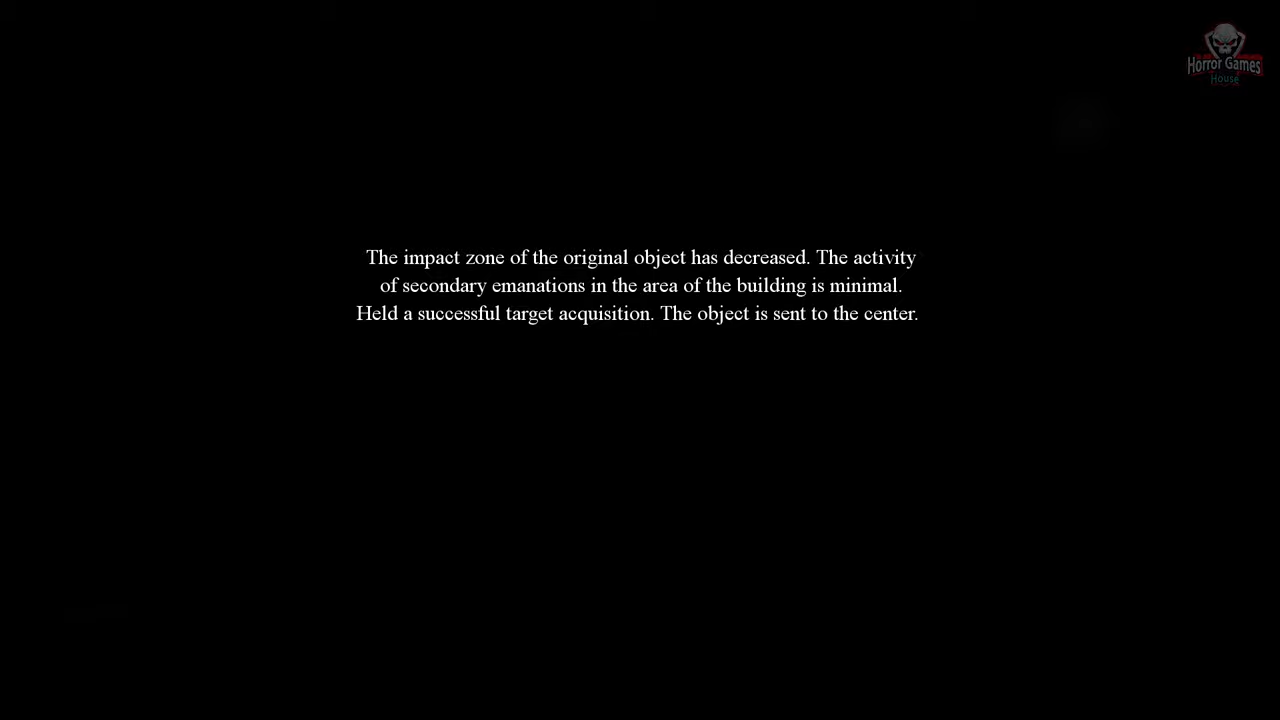 Horror Games
House
The impact zone of the original object has decreased. The activity
of secondary emanations in the area of the building is minimal.
Held a successful target acquisition. The object is sent to the center.